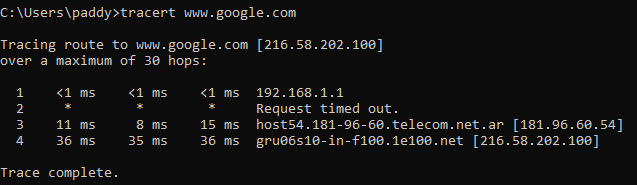 C:\Users\paddy>tracert www.google.com
Tracing route to www.google.com [216.58.202.100]
over a maximum of 30 hops:
1 <1 ms <1 ms <1 ms 192.168.1.1
2 * * * Request timed out.
3 11 ms 8 ms 15 ms host54.181-96-60.telecom.net.ar [181.96.60.54]
4 36 ms 35 ms 36 ms gru06s10-in-f100.1e100.net [216.58.202.100]
Trace complete.